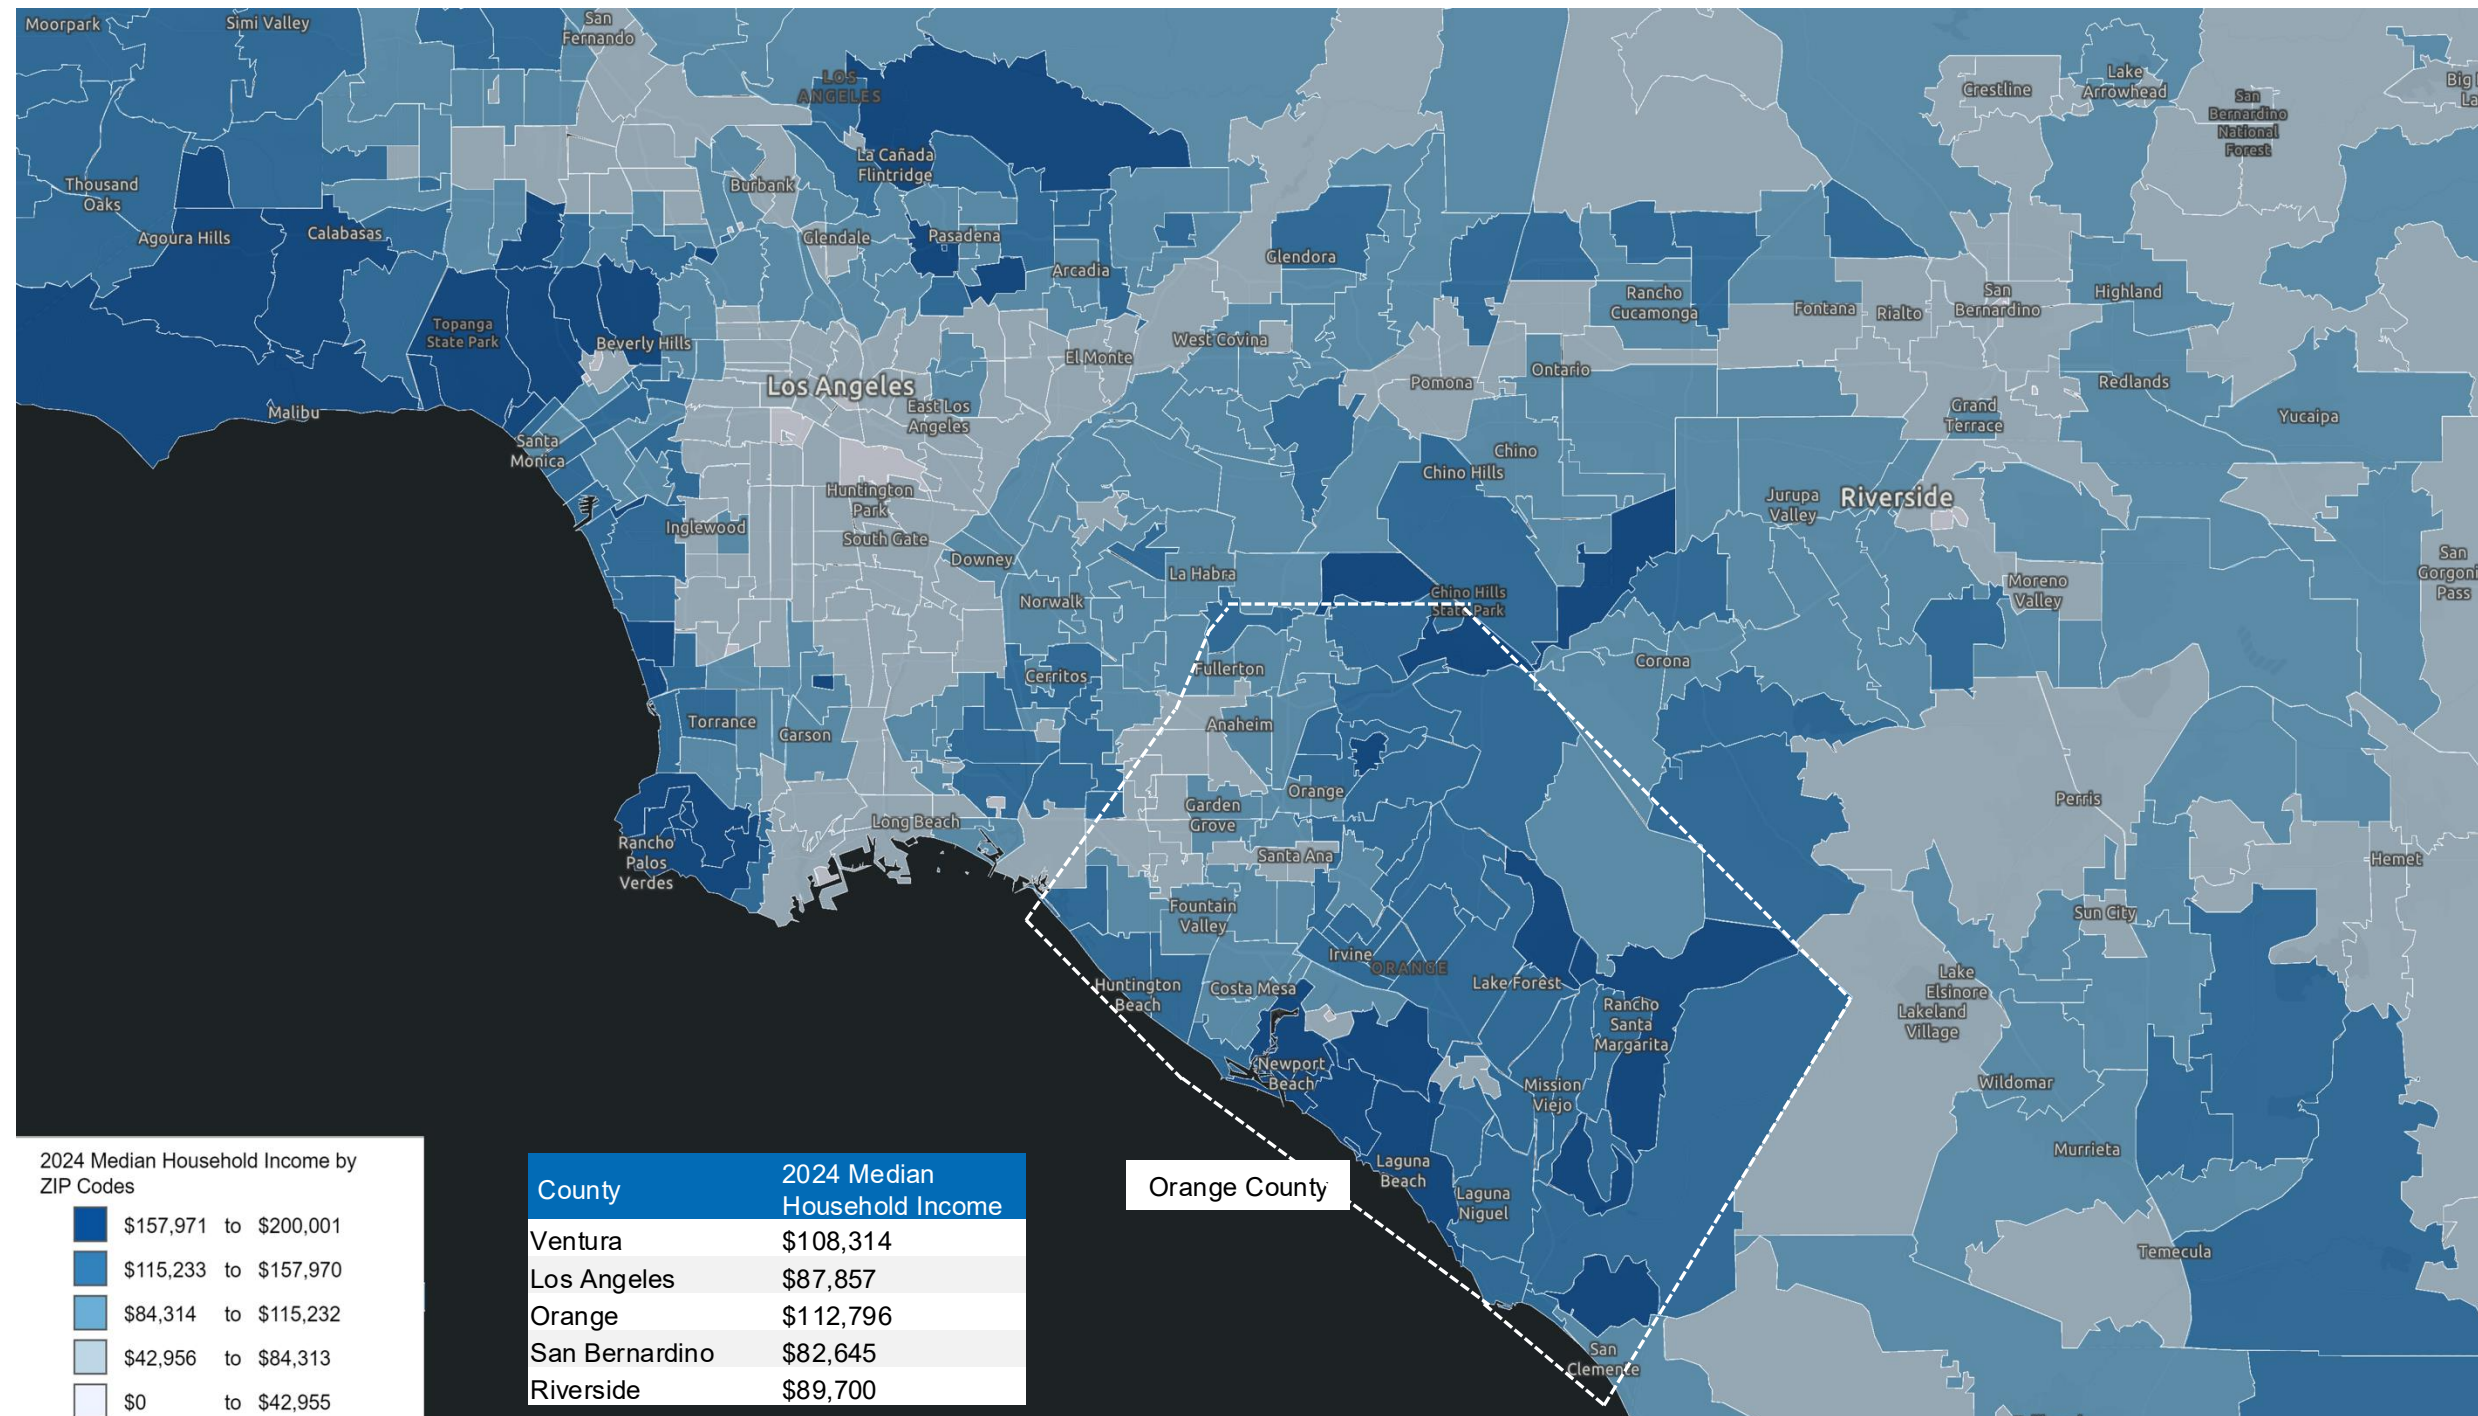 Moorpark
Simi Valley
San
Fernando
LOS
ANGELES
Crestline
Lake
Arrowhead
San
Bernardino
National
Forest
Big
La
La Cañada
Flintridge
Thousand
Oaks
Burbank
Agoura Hills
Calabasas
Glendale
Pasadena
Arcadia
Glendora
Rancho
Cucamonga
Fontana
Rialto
San
Bernardino
Highland
Topanga
State Park
Beverly Hills
West Covina
El Monte
Los Angeles
East Los
Angeles
Pomona
Ontario
Redlands
Grand
Terrace
Yucaipa
Malibu
Santa
Monica
Chino
Chino Hills
Huntington
Park
Jurupa
Valley
Riverside
Inglewood
South Gate
Downey
La Habra
Norwalk
Chino Hills
State Park
Moreno
Valley
San
Gorgoni
Pass
Cerritos
Fullerton
Corona
Torrance
Carson
Anaheim
Garden
Grove
Orange
Perris
Rancho
Palos
Verdes
Long Beach
Santa Ana
Hemet
Fountain
Valley
Sun City
Irvine
ORANGE
Huntington
Beach
Costa Mesa
Lake Forest
Rancho
Santa
Margarita
Lake
Elsinore
Lakeland
Village
Newport
Beach
Mission
Viejo
Wildomar
Murrieta
Laguna
Beach
Laguna
Niguel
Temecula
San
Clemente
Orange County
2024 Median Household Income by
ZIP Codes
$157,971 to $200,001
$115,233 to $157,970
$84,314 to $115,232
$42,956 to $84,313
$0 to $42,955
County 2024 Median
Household Income
Ventura $108,314
Los Angeles $87,857
Orange $112,796
San Bernardino $82,645
Riverside $89,700